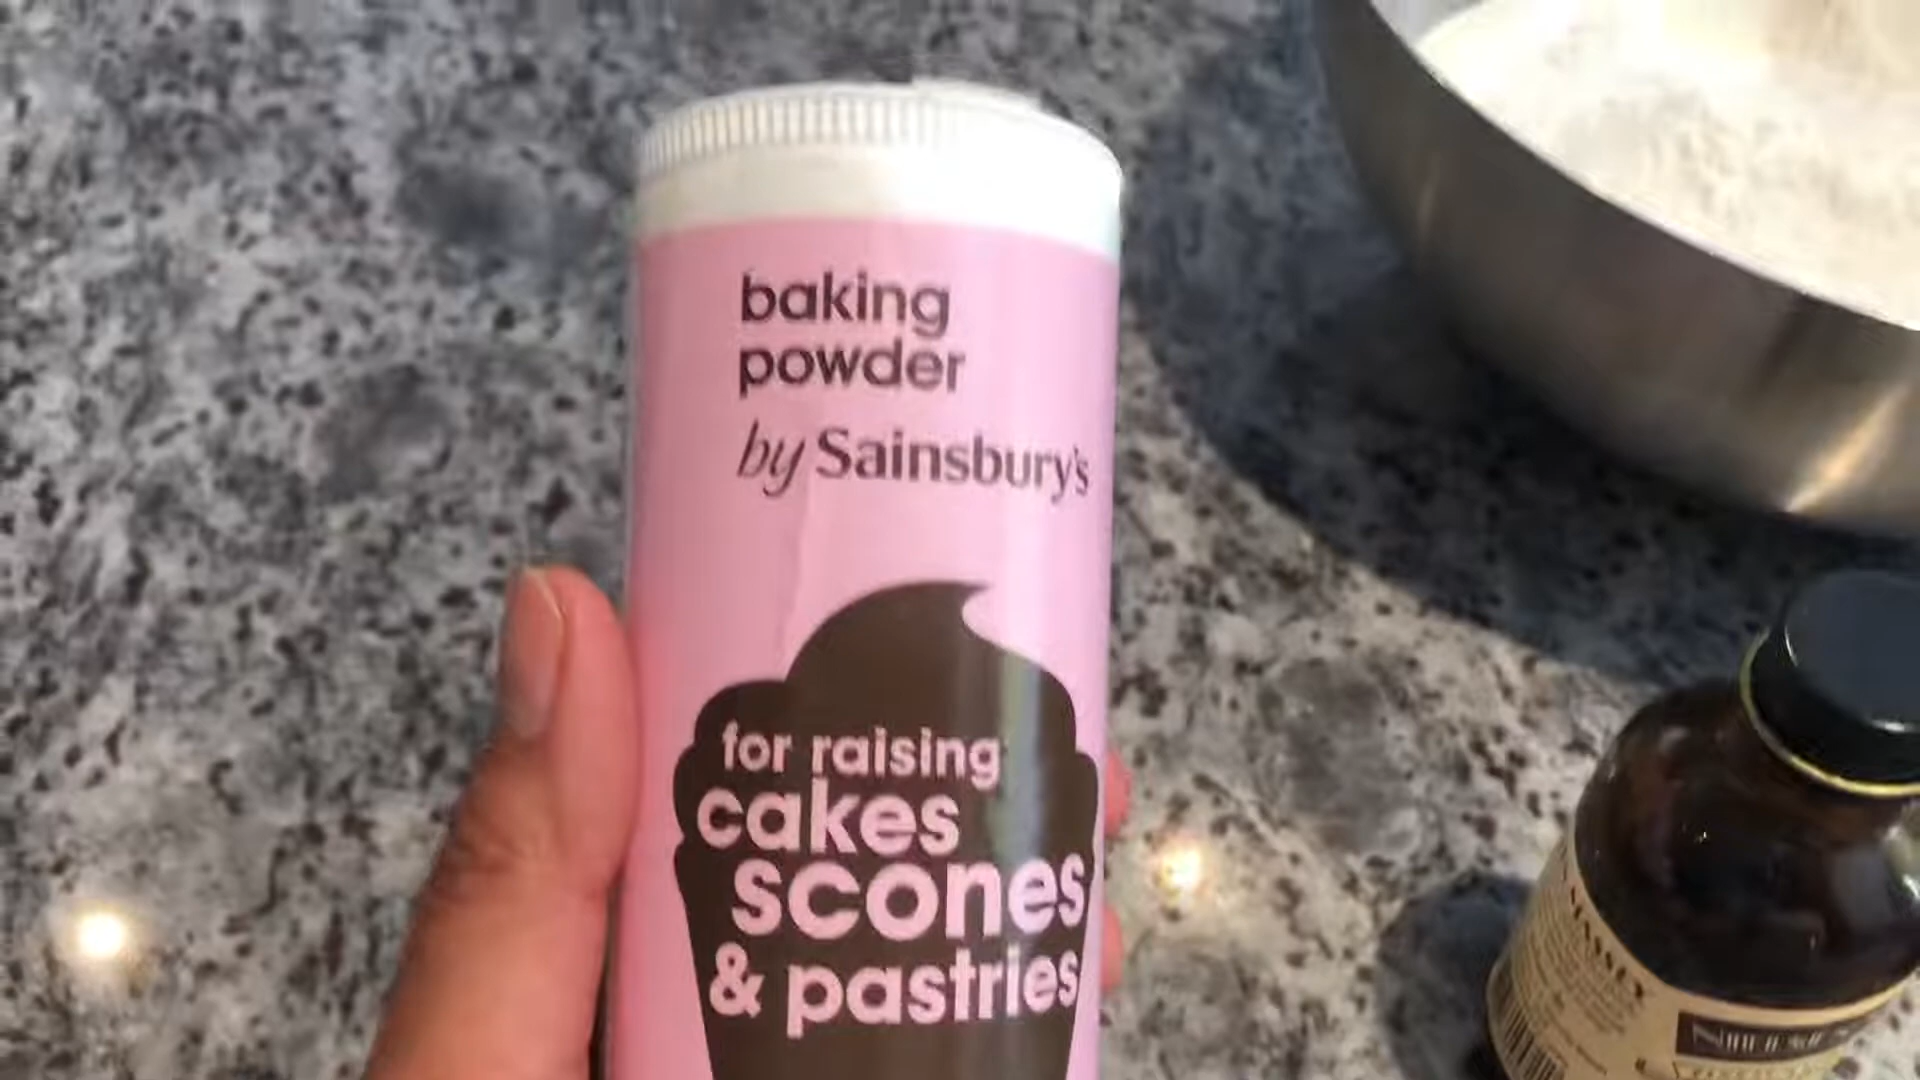 baking
powder
by Sainsbury's
for raising
cakes
scones
& pastries